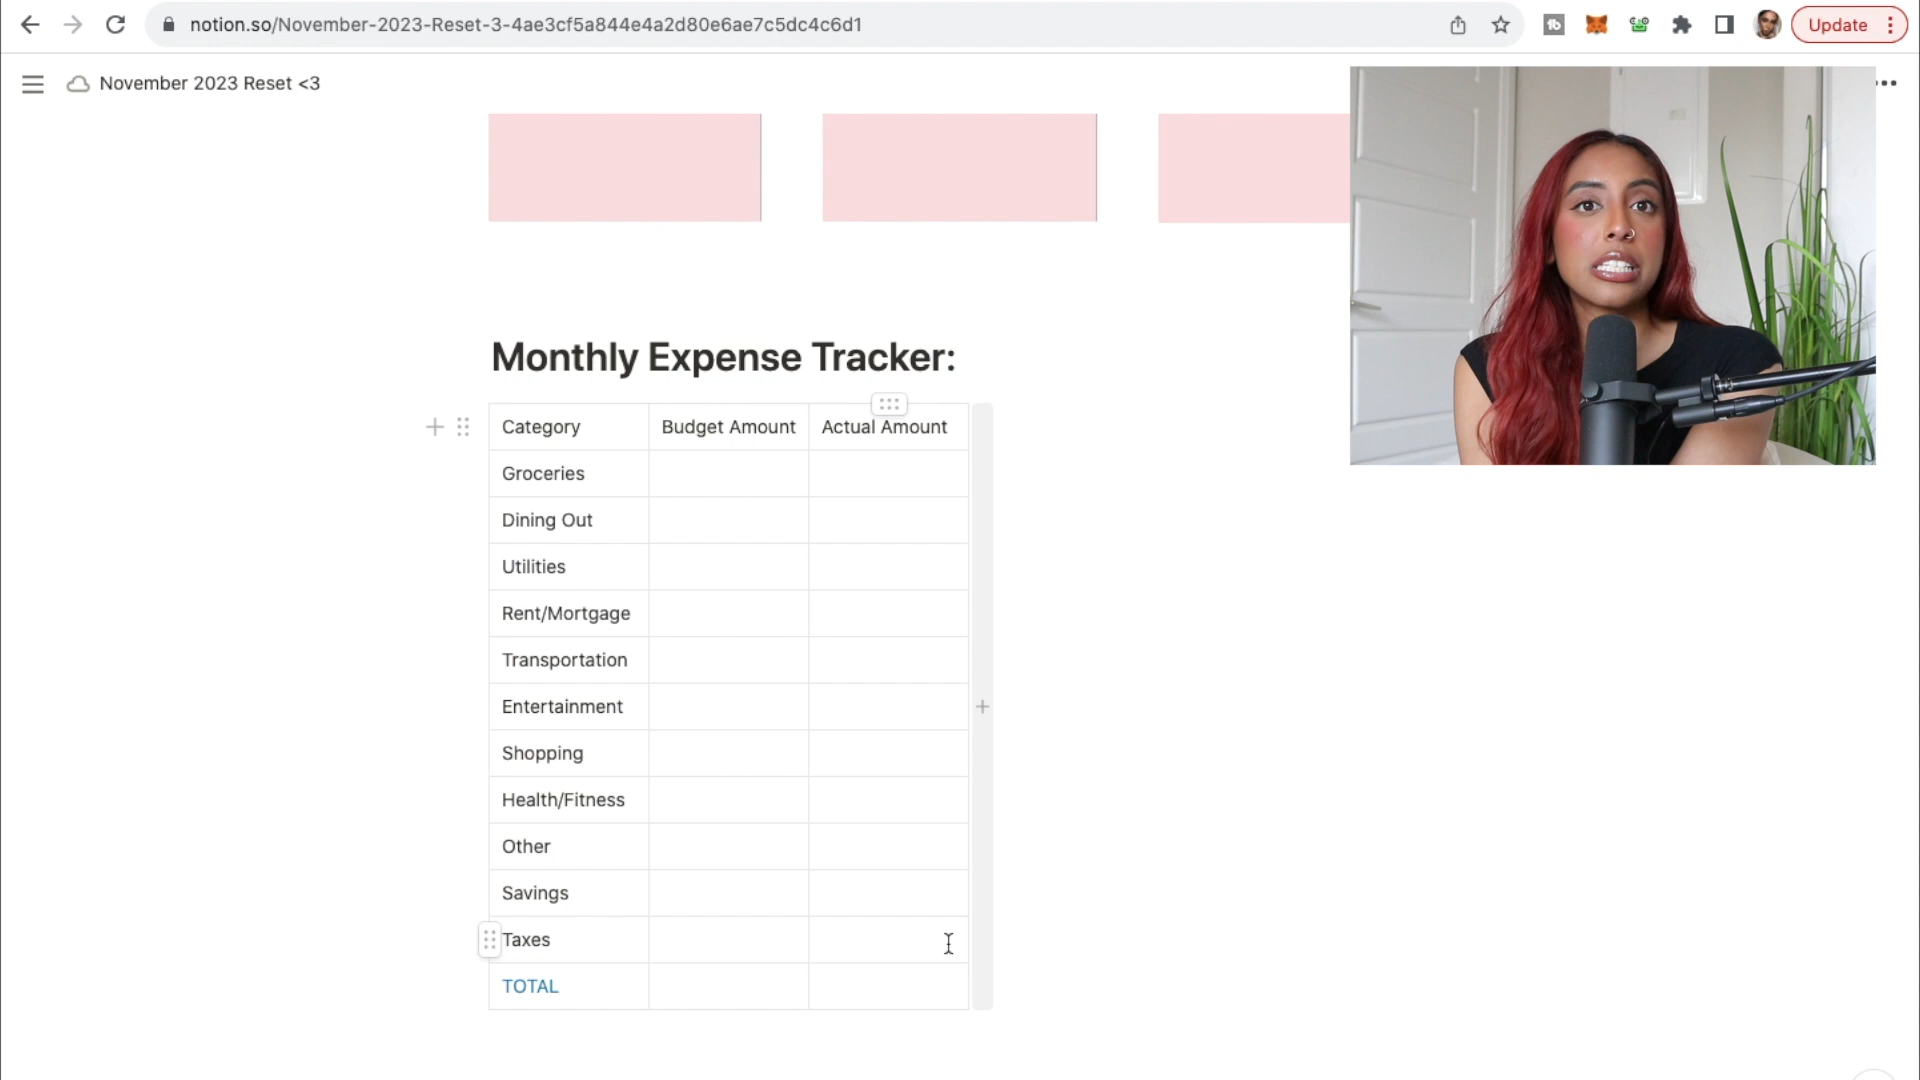 notion.so/November-2023-Reset-3-4ae3cf5a844e4a2d80e6ae7c5dc4c6d1
Update
November 2023 Reset <3
Monthly Expense Tracker:
Category Budget Amount Actual Amount
Groceries
Dining Out
Utilities
Rent/Mortgage
Transportation
Entertainment
Shopping
Health/Fitness
Other
Savings
Taxes
TOTAL